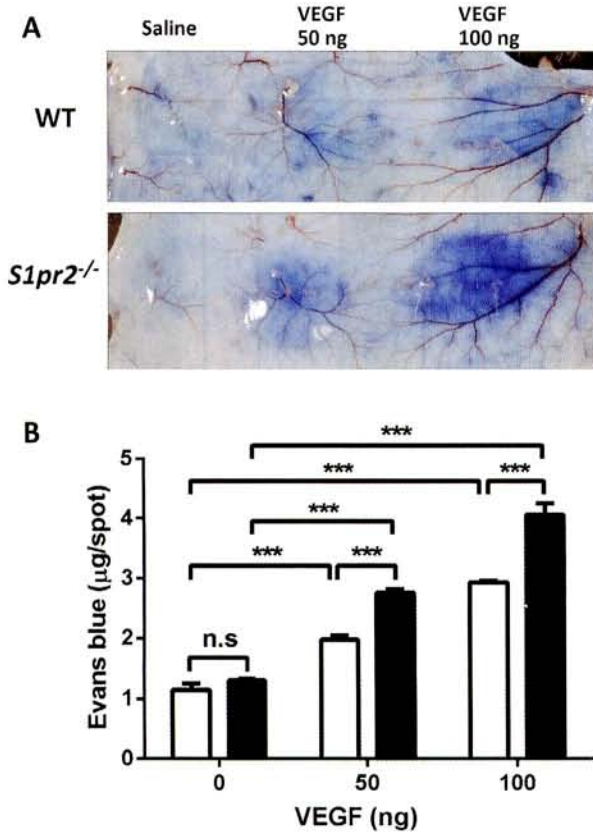 A
Saline
VEGF
50 ng
VEGF
100 ng
WT
S1pr2-/-
B
***
***
***
***
***
***
n.s
5
4
3
2
1
0
Evans blue (μg/spot)
0
50
100
VEGF (ng)